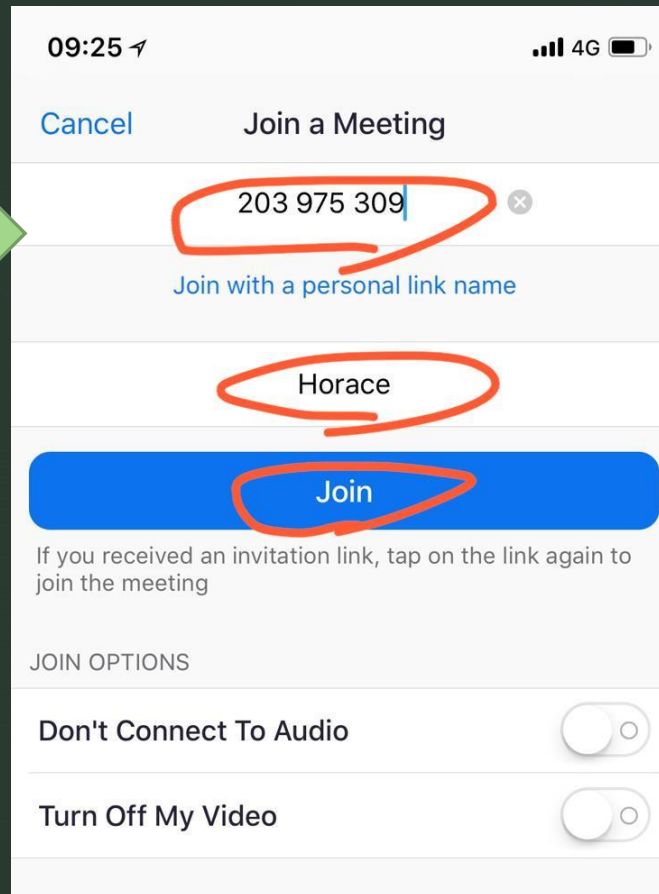 09:25 4G
Cancel Join a Meeting
203 975 309
Join with a personal link name
Horace
Join
If you received an invitation link, tap on the link again to
join the meeting
JOIN OPTIONS
Don't Connect To Audio
Turn Off My Video